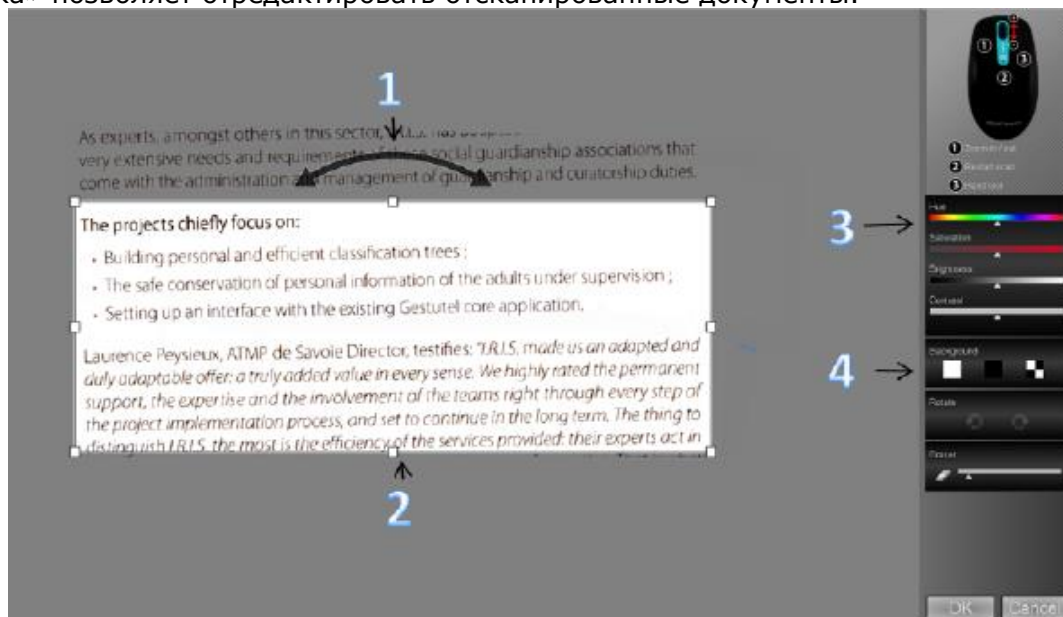 ка» позволяет отредактировать отсканированные документы.
1
As experts, amongst others in this sector,
very extensive needs and requirements of these social guardianship associations that
come with the administration and management of guardianship and curatorship duties.
The projects chiefly focus on:
• Building personal and efficient classification trees ;
• The safe conservation of personal information of the adults under supervision ;
• Setting up an interface with the existing Gestutel core application.
Laurence Peysieux, ATMP de Savoie Director, testifies: "I.R.I.S. made us an adapted and
duly adaptable offer: a truly added value in every sense. We highly rated the permanent
support, the expertise and the involvement of the teams right through every step of
the project implementation process, and set to continue in the long term. The thing to
distinguish I.R.I.S. the most is the efficiency of the services provided: their experts act in
2
1
3
2
1
2
3
Hue
3
Saturation
Brightness
Contrast
Background
4
Rotate
Eraser
OK Cancel